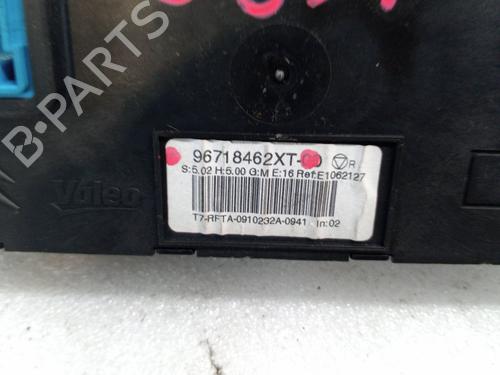 96718462XT-
S:5.02 H:5.00 G:M E:16 Ref:E1062127
R
T7-RFTA-0910232A-0941 In:02
Valeo
B-PARTS